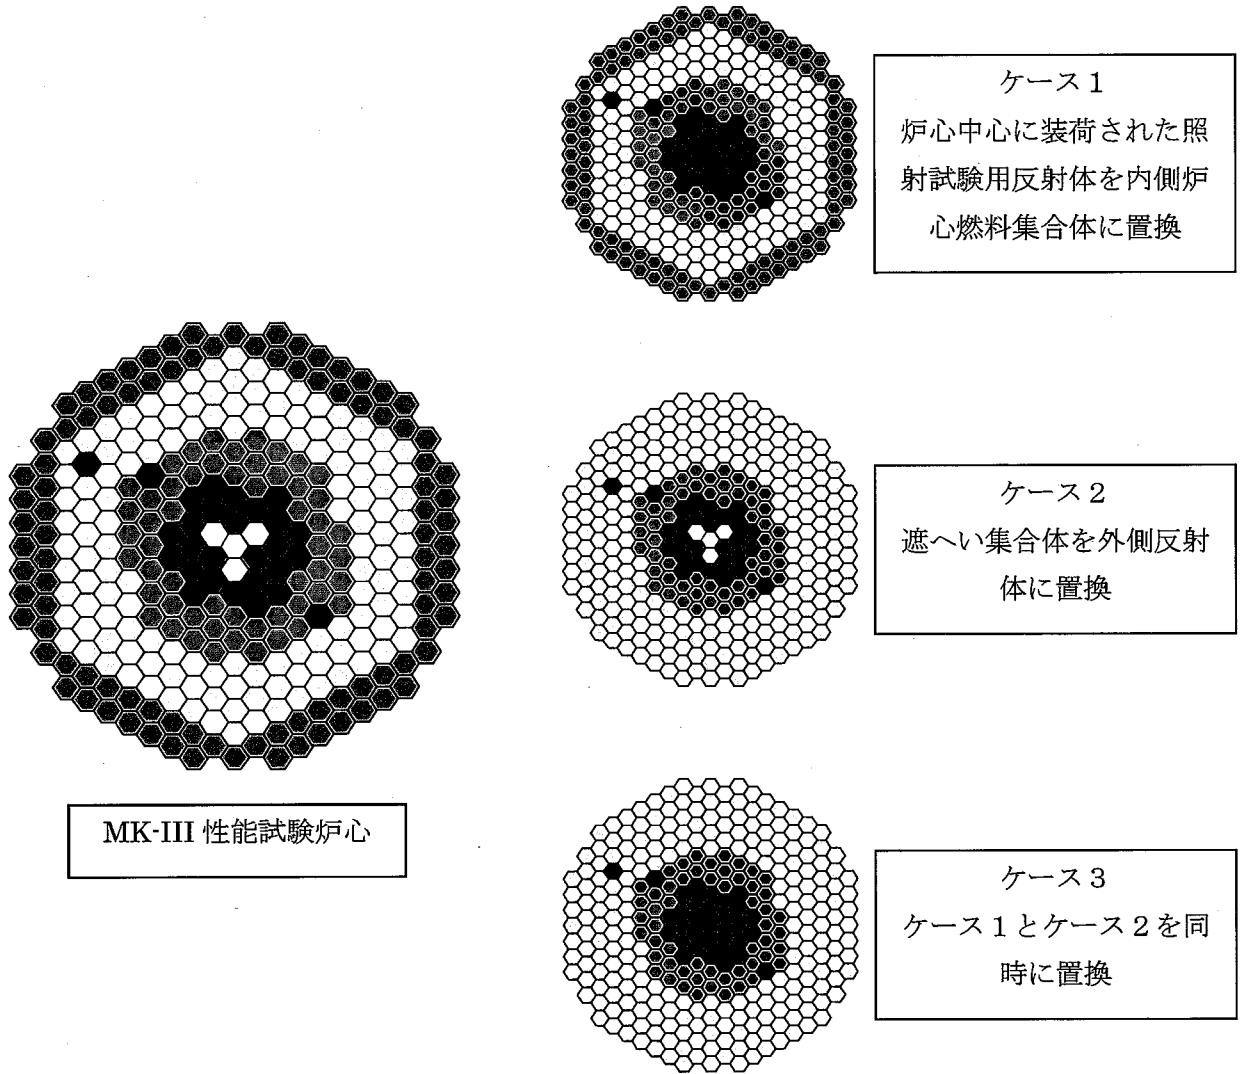 ケース1
炉心中心に装荷された照
射試験用反射体を内側炉
心燃料集合体に置換
ケース2
遮へい集合体を外側反射
体に置換
MK-III 性能試験炉心
ケース3
ケース1とケース2を同
時に置換